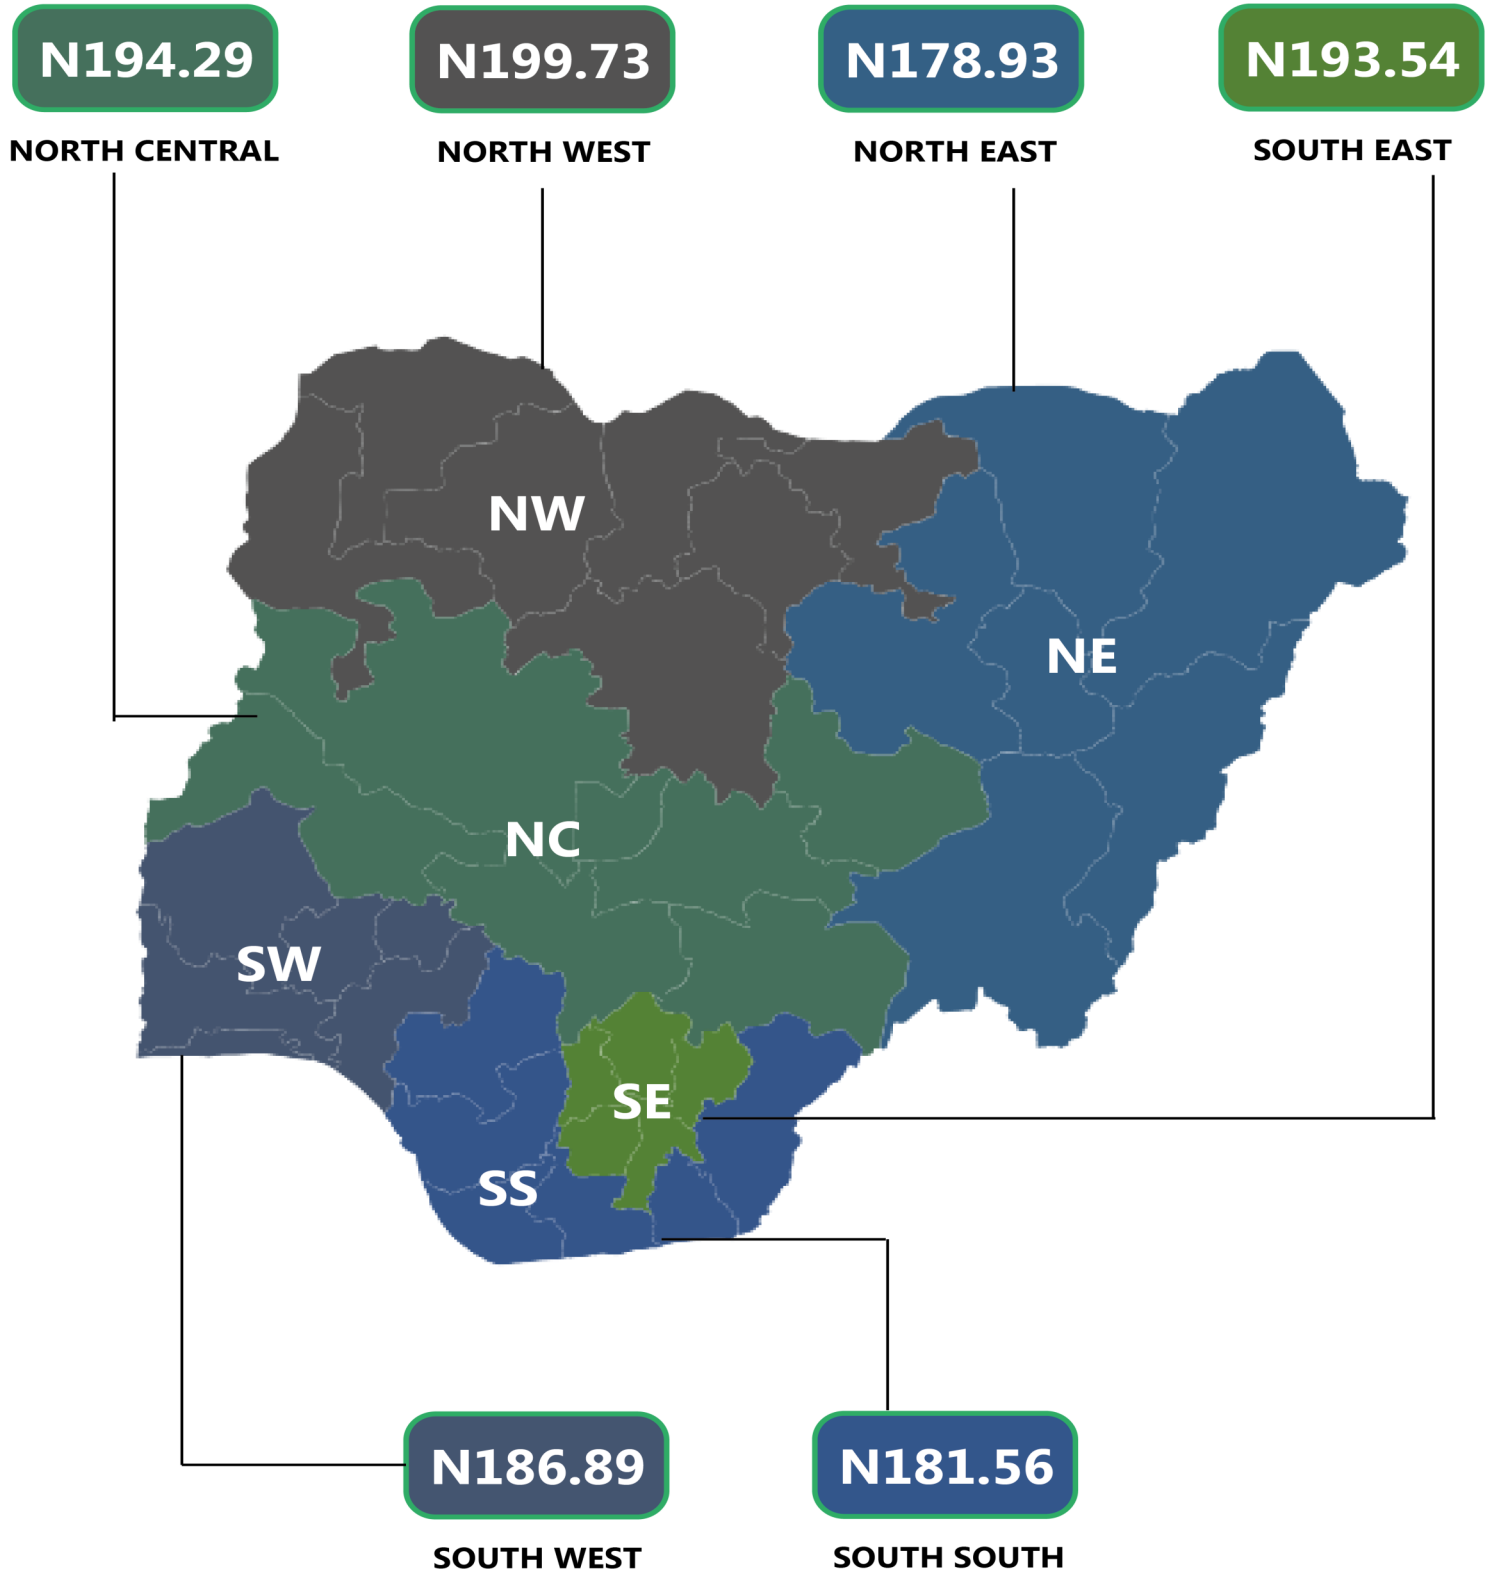 N194.29
N199.73
N178.93
N193.54
NORTH CENTRAL
NORTH WEST
NORTH EAST
SOUTH EAST
NW
NE
NC
SW
SE
SS
N186.89
N181.56
SOUTH WEST
SOUTH SOUTH